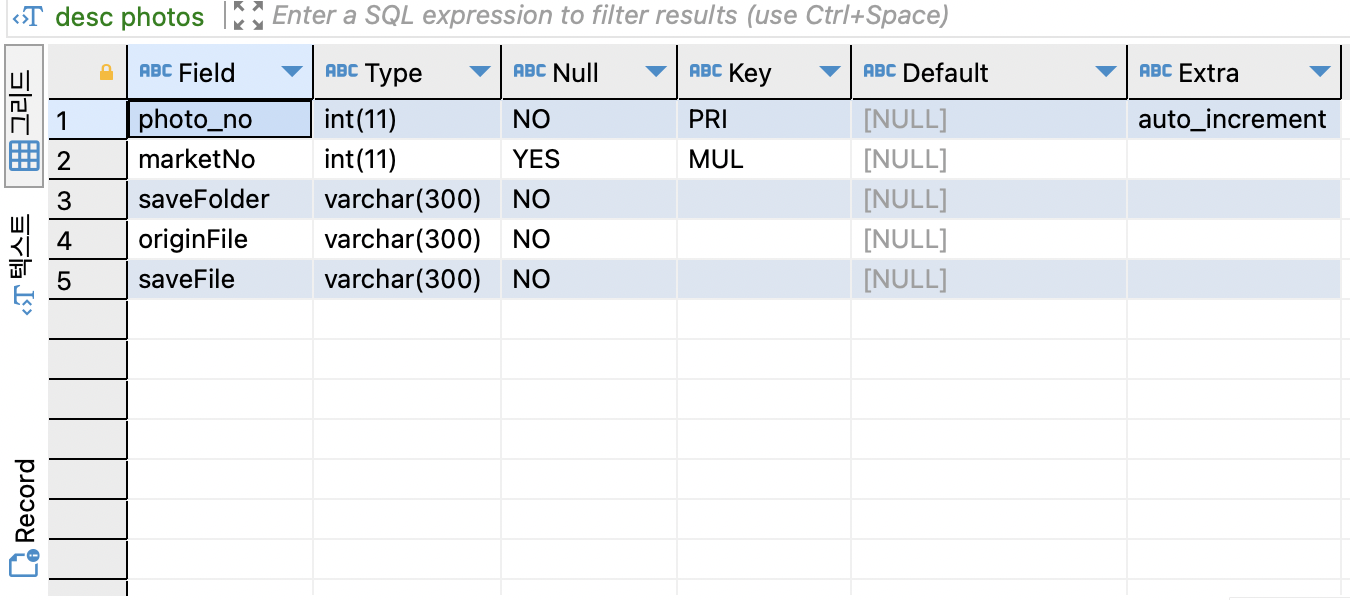 desc photos Enter a SQL expression to filter results (use Ctrl+Space)
그리드
텍스트
Record
ABC Field ABC Type ABC Null ABC Key ABC Default ABC Extra
1 photo_no int(11) NO PRI [NULL] auto_increment
2 marketNo int(11) YES MUL [NULL]
3 saveFolder varchar(300) NO [NULL]
4 originFile varchar(300) NO [NULL]
5 saveFile varchar(300) NO [NULL]